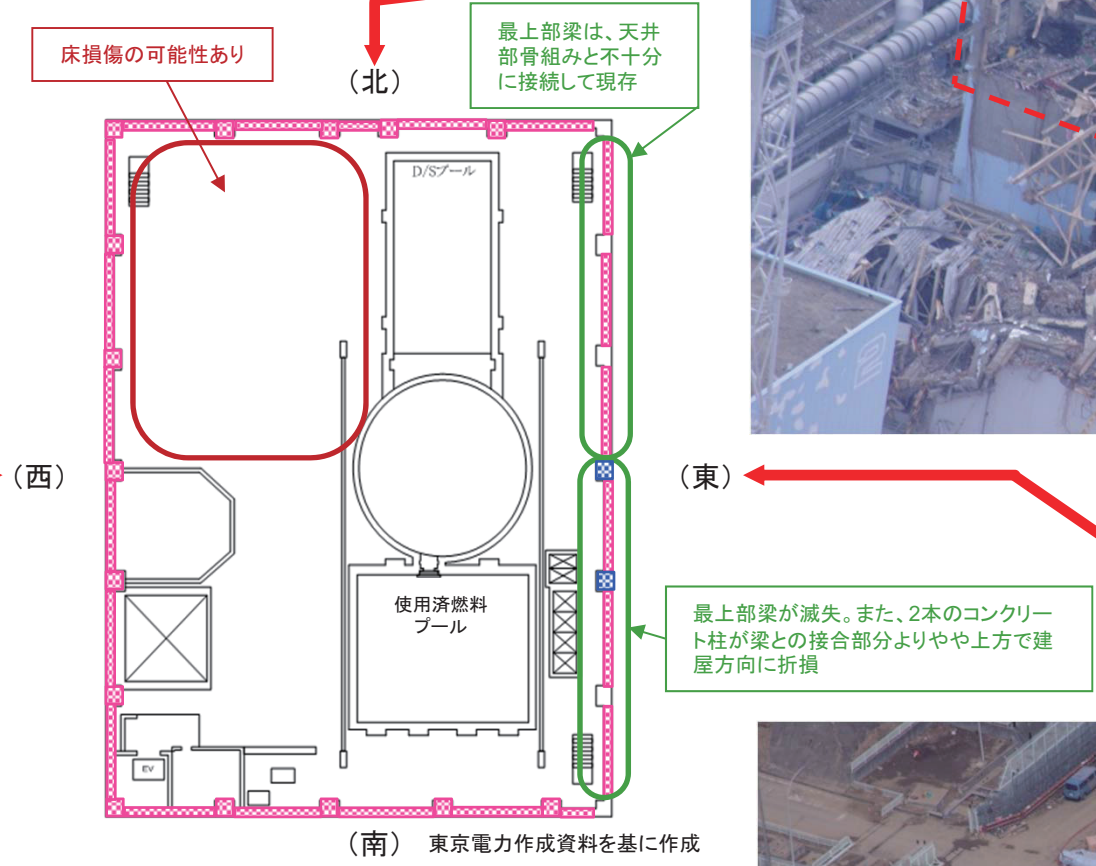 床損傷の可能性あり
(北)
最上部梁は、天井
部骨組みと不十分
に接続して現存
D/Sプール
(西)
(東)
使用済燃料
プール
最上部梁が滅失。また、2本のコンクリー
ト柱が梁との接合部分よりやや上方で建
屋方向に折損
EV
(南)
東京電力作成資料を基に作成